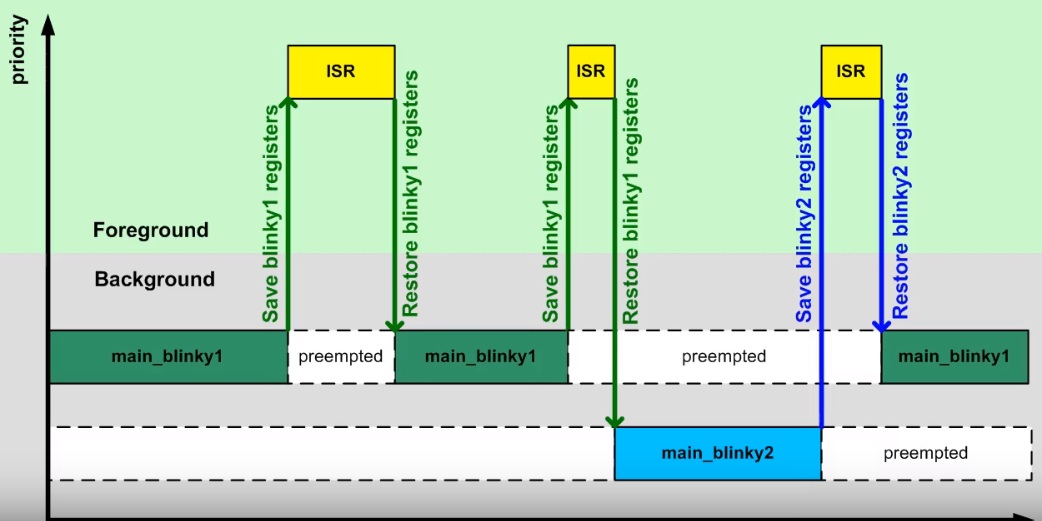 priority
ISR
ISR
ISR
Save blinky1 registers
Restore blinky1 registers
Save blinky1 registers
Restore blinky1 registers
Save blinky2 registers
Restore blinky2 registers
Foreground
Background
main_blinky1
preempted
main_blinky1
preempted
main_blinky1
main_blinky2
preempted